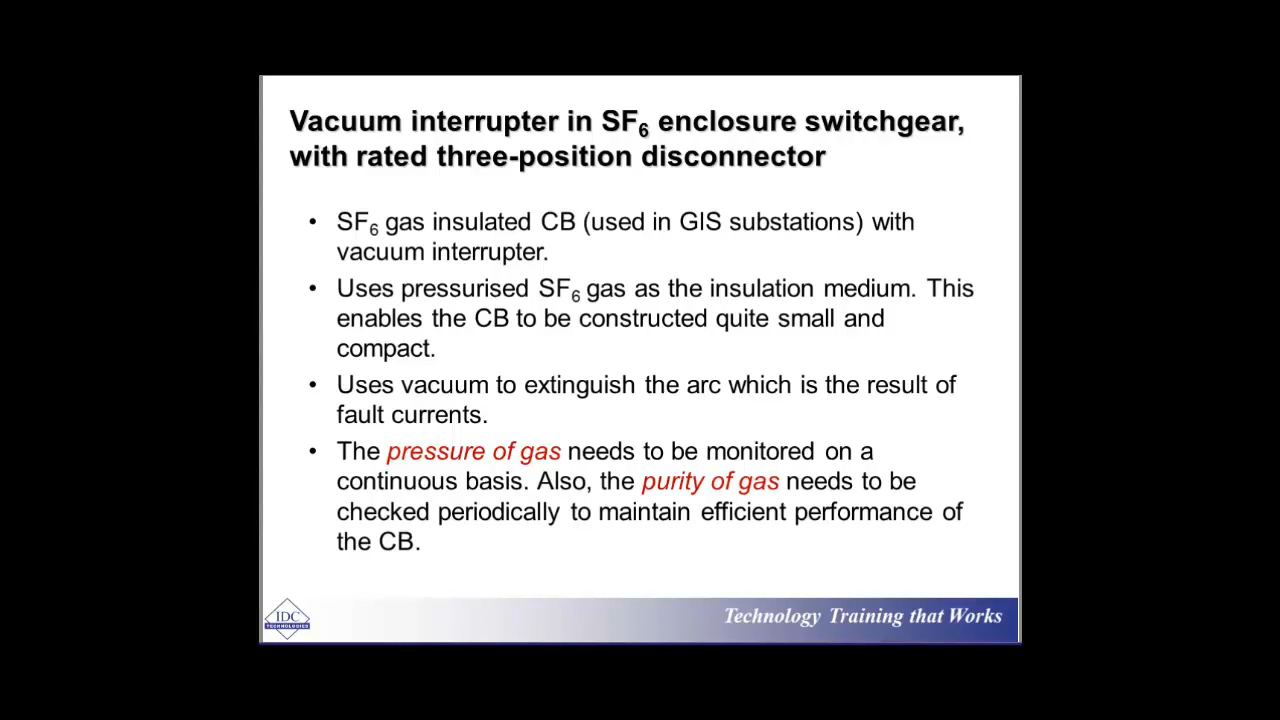 Vacuum interrupter in SF6 enclosure switchgear,
with rated three-position disconnector
• SF6 gas insulated CB (used in GIS substations) with
vacuum interrupter.
• Uses pressurised SF6 gas as the insulation medium. This
enables the CB to be constructed quite small and
compact.
• Uses vacuum to extinguish the arc which is the result of
fault currents.
• The pressure of gas needs to be monitored on a
continuous basis. Also, the purity of gas needs to be
checked periodically to maintain efficient performance of
the CB.
IDC
TECHNOLOGIES
Technology Training that Works